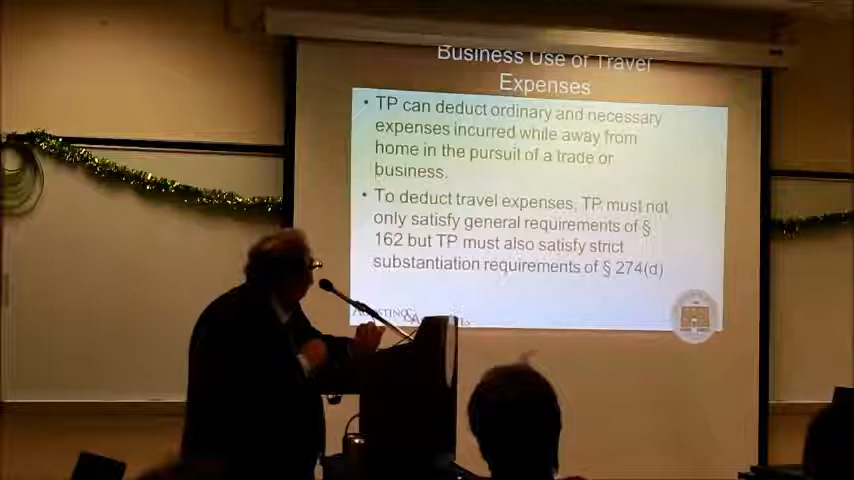 Business Use of Travel
Expenses
• TP can deduct ordinary and necessary
expenses incurred while away from
home in the pursuit of a trade or
business.
• To deduct travel expenses, TP must not
only satisfy general requirements of §
162 but TP must also satisfy strict
substantiation requirements of § 274(d)